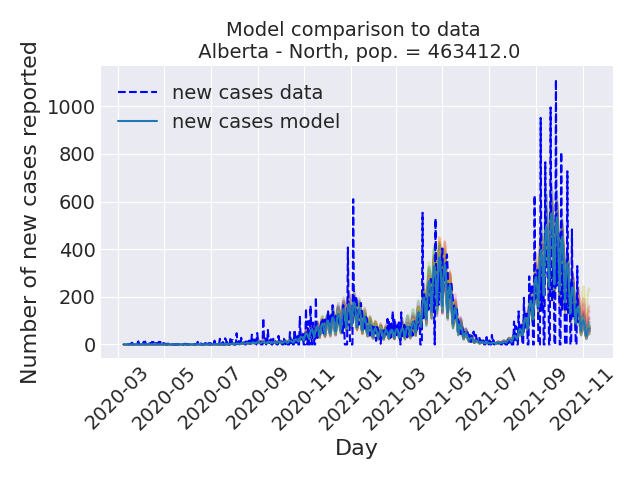 Model comparison to data
Alberta - North, pop. = 463412.0
Number of new cases reported
1000
800
600
400
200
0
new cases data
new cases model
2020-03
2020-05
2020-07
2020-09
2020-11
2021-01
2021-03
2021-05
2021-07
2021-09
2021-11
Day